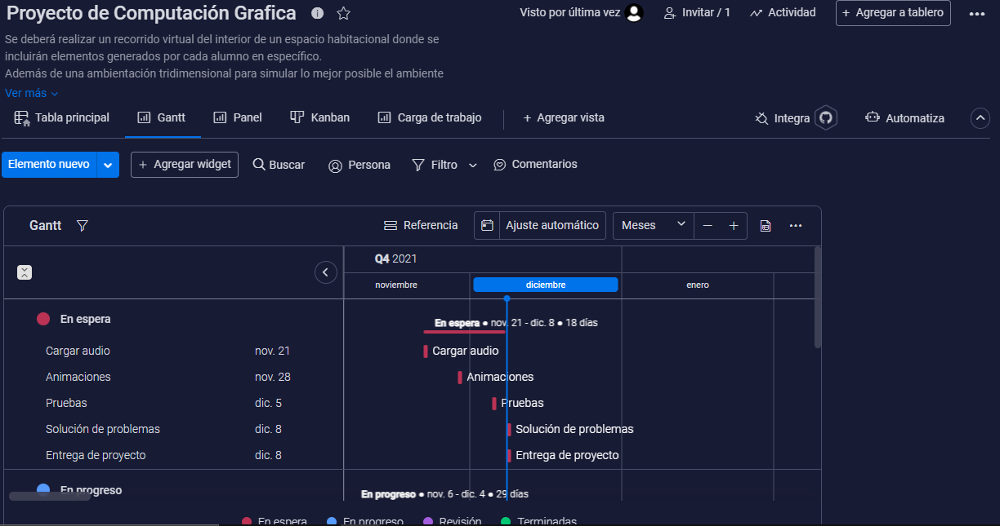 Proyecto de Computación Grafica
Visto por última vez
Invitar / 1
Actividad
+ Agregar a tablero
Se deberá realizar un recorrido virtual del interior de un espacio habitacional donde se
incluirán elementos generados por cada alumno en específico.
Además de una ambientación tridimensional para simular lo mejor posible el ambiente
Ver más
Tabla principal
Gantt
Panel
Kanban
Carga de trabajo
+ Agregar vista
Integra
Automatiza
Elemento nuevo
+ Agregar widget
Buscar
Persona
Filtro
Comentarios
Gantt
Referencia
Ajuste automático
Meses
Q4 2021
noviembre
diciembre
enero
En espera
En espera ● nov. 21 - dic. 8 ● 18 días
Cargar audio nov. 21
Cargar audio
Animaciones nov. 28
Animaciones
Pruebas dic. 5
Pruebas
Solución de problemas dic. 8
Solución de problemas
Entrega de proyecto dic. 8
Entrega de proyecto
En progreso
En progreso ● nov. 6 - dic. 4 ● 29 días
En espera
En progreso
Revisión
Terminadas